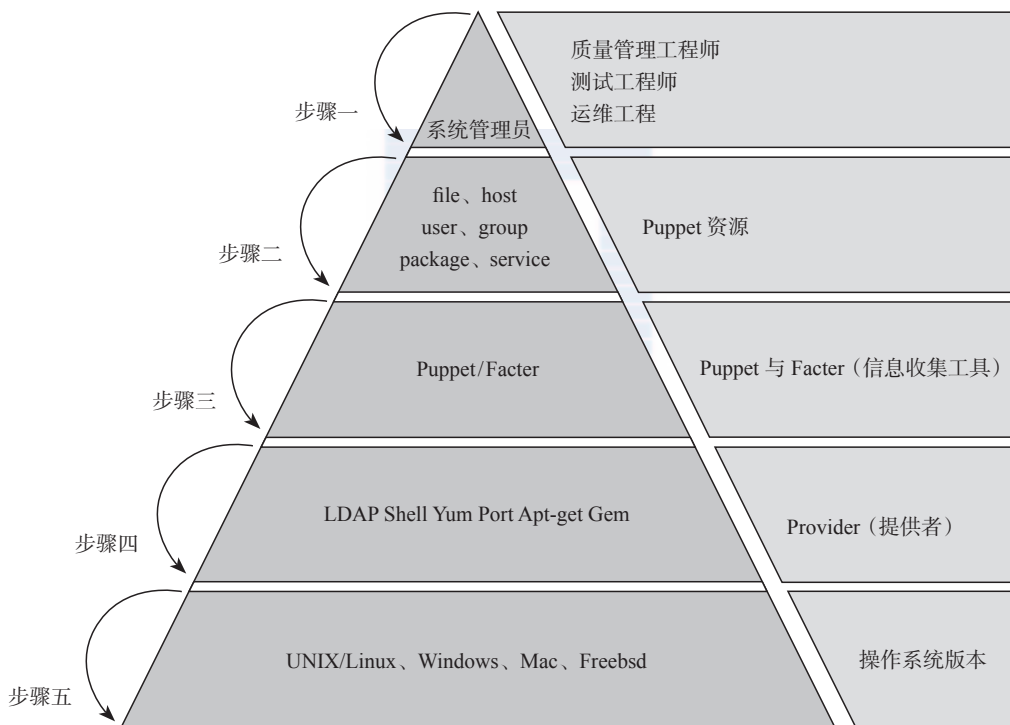 质量管理工程师
测试工程师
运维工程
步骤一
系统管理员
file、host
user、group
package、service
Puppet 资源
步骤二
Puppet/Facter
Puppet 与 Facter（信息收集工具）
步骤三
LDAP Shell Yum Port Apt-get Gem
Provider（提供者）
步骤四
UNIX/Linux、Windows、Mac、Freebsd
操作系统版本
步骤五